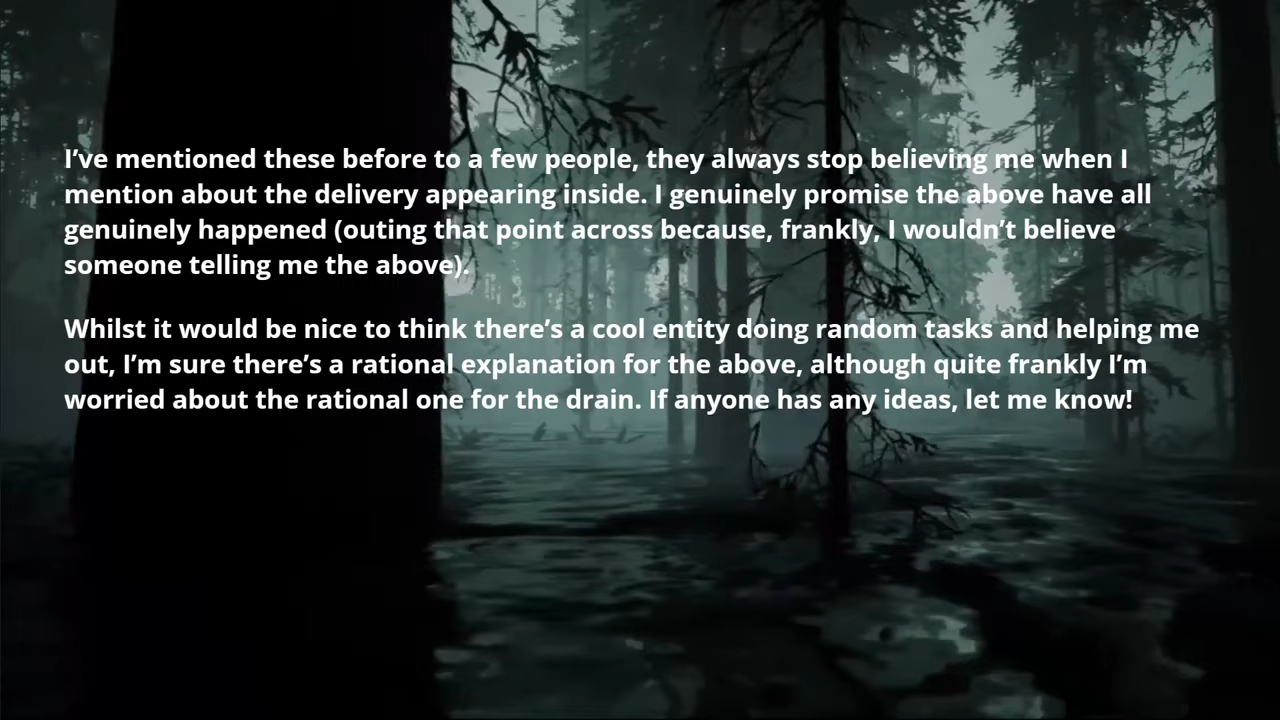 I’ve mentioned these before to a few people, they always stop believing me when I
mention about the delivery appearing inside. I genuinely promise the above have all
genuinely happened (outing that point across because, frankly, I wouldn’t believe
someone telling me the above).
Whilst it would be nice to think there’s a cool entity doing random tasks and helping me
out, I’m sure there’s a rational explanation for the above, although quite frankly I’m
worried about the rational one for the drain. If anyone has any ideas, let me know!